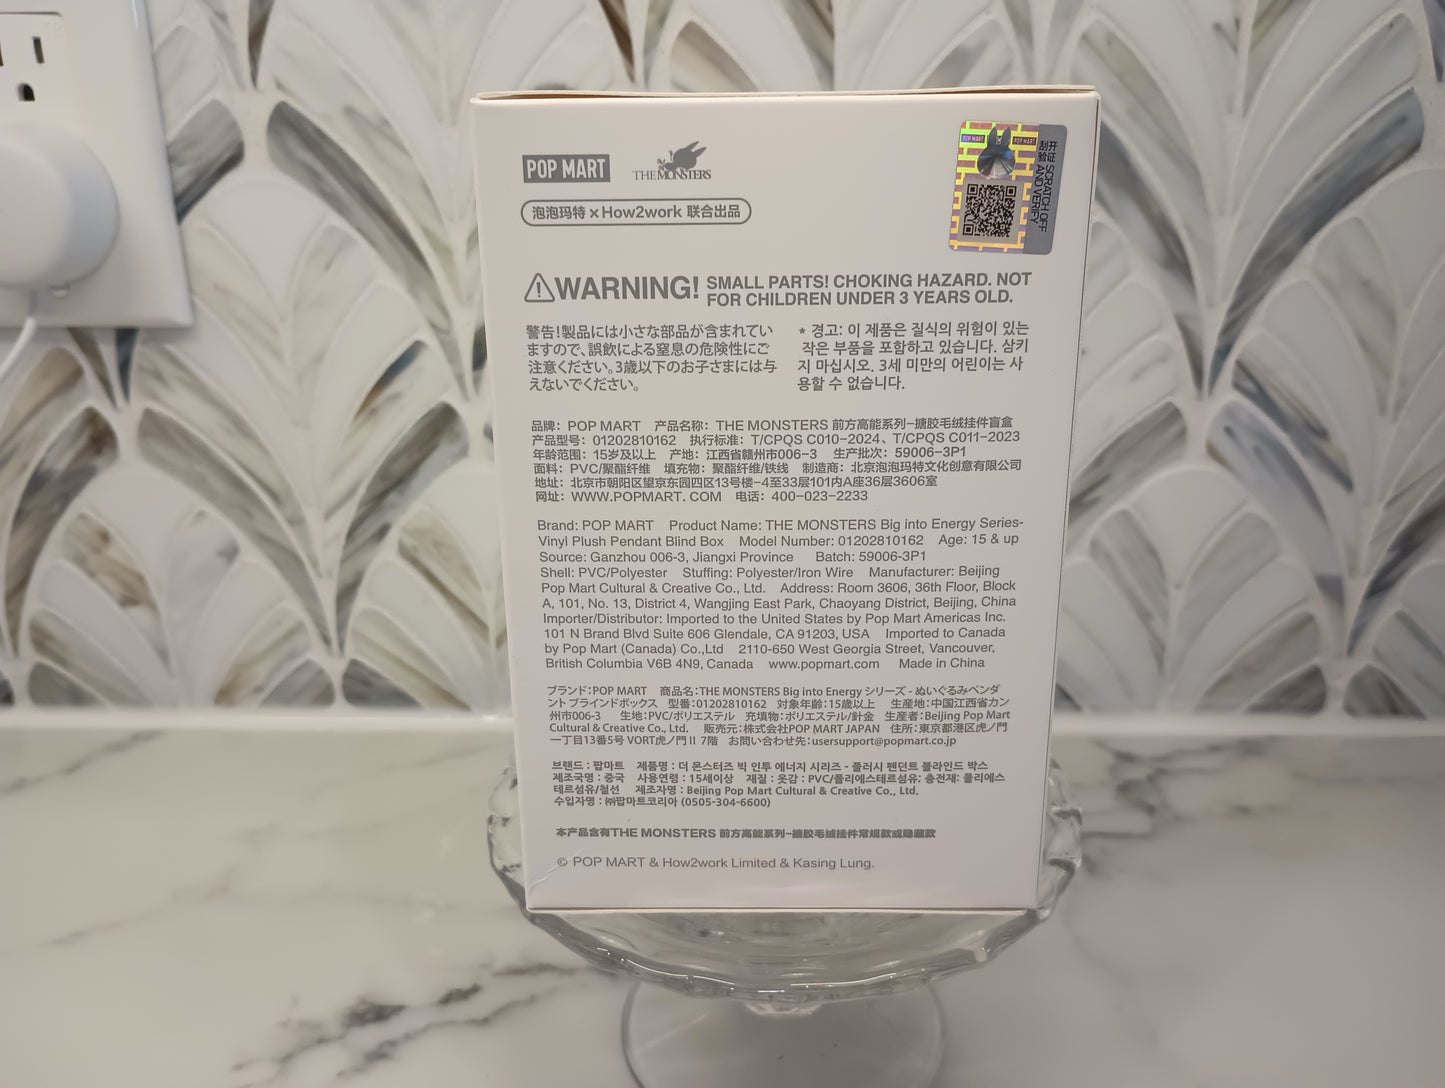 POP MART THE MONSTERS
泡泡玛特×How2work 联合出品
POP MART POP MART
刮开验证 SCRATCH OFF AND VERIFY
WARNING! SMALL PARTS! CHOKING HAZARD. NOT
FOR CHILDREN UNDER 3 YEARS OLD.
警告!製品には小さな部品が含まれてい
ますので、誤飲による窒息の危険性にご
注意ください。3歳以下のお子さまには与
えないでください。
* 경고: 이 제품은 질식의 위험이 있는
작은 부품을 포함하고 있습니다. 삼키
지 마십시오. 3세 미만의 어린이는 사
용할 수 없습니다.
品牌：POP MART 产品名称：THE MONSTERS 前方高能系列-搪胶毛绒挂件盲盒
产品型号：01202810162 执行标准：T/CPQS C010-2024、T/CPQS C011-2023
年龄范围：15岁及以上 产地：江西省赣州市006-3 生产批次：59006-3P1
面料：PVC/聚酯纤维 填充物：聚酯纤维/铁线 制造商：北京泡泡玛特文化创意有限公司
地址：北京市朝阳区望京东园四区13号楼-4至33层101内A座36层3606室
网址：WWW.POPMART.COM 电话：400-023-2233
Brand: POP MART Product Name: THE MONSTERS Big into Energy Series-
Vinyl Plush Pendant Blind Box Model Number: 01202810162 Age: 15 & up
Source: Ganzhou 006-3, Jiangxi Province Batch: 59006-3P1
Shell: PVC/Polyester Stuffing: Polyester/Iron Wire Manufacturer: Beijing
Pop Mart Cultural & Creative Co., Ltd. Address: Room 3606, 36th Floor, Block
A, 101, No. 13, District 4, Wangjing East Park, Chaoyang District, Beijing, China
Importer/Distributor: Imported to the United States by Pop Mart Americas Inc.
101 N Brand Blvd Suite 606 Glendale, CA 91203, USA Imported to Canada
by Pop Mart (Canada) Co.,Ltd 2110-650 West Georgia Street, Vancouver,
British Columbia V6B 4N9, Canada www.popmart.com Made in China
ブランド：POP MART 商品名：THE MONSTERS Big into Energy シリーズ - ぬいぐるみペンダ
ント ブラインドボックス 型番：01202810162 対象年齢：15歳以上 生産地：中国江西省カン
州市006-3 生地：PVC/ポリエステル 充填物：ポリエステル/針金 生産者：Beijing Pop Mart
Cultural & Creative Co., Ltd. 販売元：株式会社POP MART JAPAN 住所：東京都港区虎ノ門
一丁目13番5号 VORT虎ノ門Ⅱ 7階 お問い合わせ先：usersupport@popmart.co.jp
브랜드 : 팝마트 제품명 : 더 몬스터즈 빅 인투 에너지 시리즈 - 플러시 펜던트 블라인드 박스
제조국명 : 중국 사용연령 : 15세이상 재질 : 옷감 : PVC/폴리에스테르섬유; 충전재: 폴리에스
테르섬유/철선 제조자명 : Beijing Pop Mart Cultural & Creative Co., Ltd.
수입자명 : ㈜팝마트코리아 (0505-304-6600)
本产品含有THE MONSTERS 前方高能系列-搪胶毛绒挂件常规款或隐藏款
© POP MART & How2work Limited & Kasing Lung.